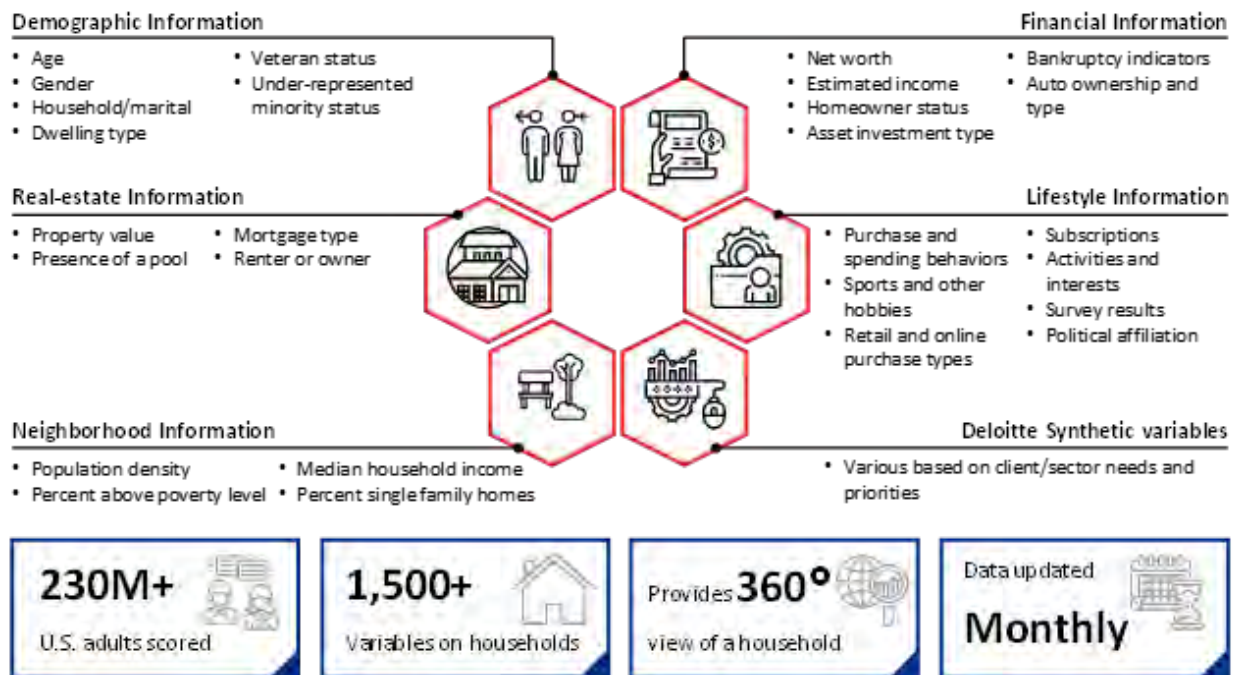 Demographic Information
• Age
• Gender
• Household/marital
• Dwelling type
• Veteran status
• Under-represented
minority status
Financial Information
• Net worth
• Estimated income
• Homeowner status
• Asset investment type
• Bankruptcy indicators
• Auto ownership and
type
Real-estate Information
• Property value
• Presence of a pool
• Mortgage type
• Renter or owner
Lifestyle Information
• Purchase and
spending behaviors
• Sports and other
hobbies
• Retail and online
purchase types
• Subscriptions
• Activities and
interests
• Survey results
• Political affiliation
Neighborhood Information
• Population density
• Percent above poverty level
• Median household income
• Percent single family homes
Deloitte Synthetic variables
• Various based on client/sector needs and
priorities
230M+
U.S. adults scored
1,500+
Variables on households
Provides 360°
view of a household
Data updated
Monthly